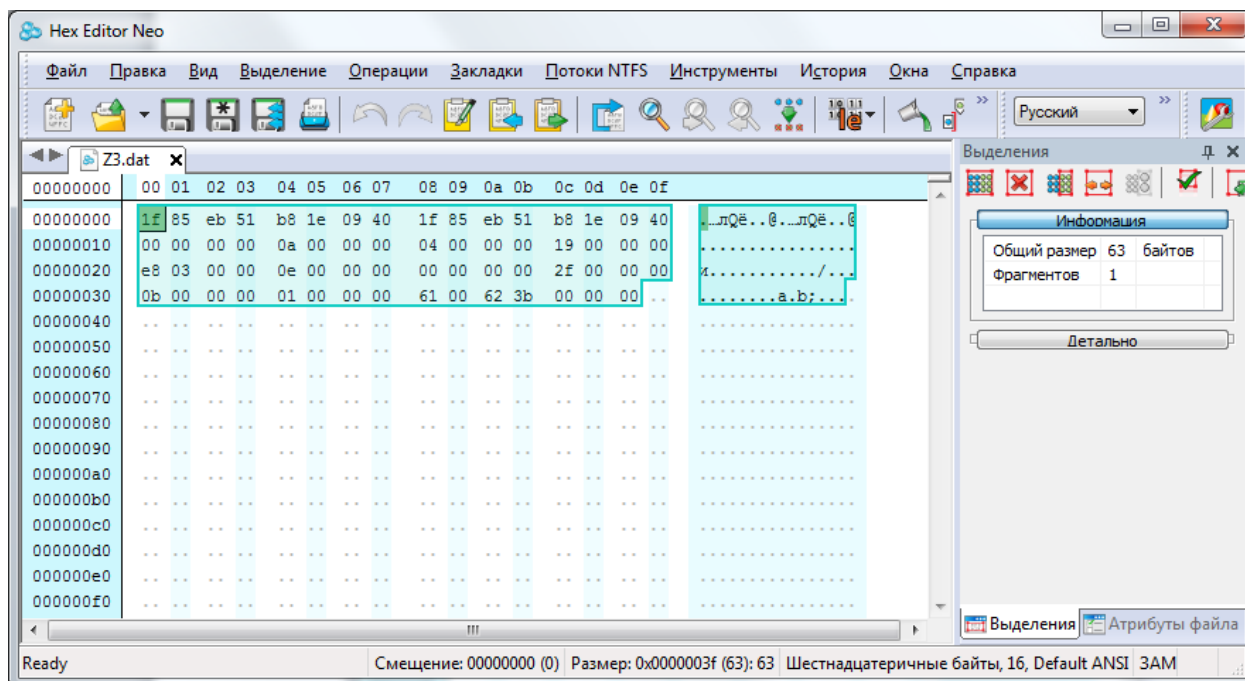 Hex Editor Neo
Файл Правка Вид Выделение Операции Закладки Потоки NTFS Инструменты История Окна Справка
Русский
Z3.dat
00000000 00 01 02 03 04 05 06 07 08 09 0a 0b 0c 0d 0e 0f
00000000 1f 85 eb 51 b8 1e 09 40 1f 85 eb 51 b8 1e 09 40 .…лQё..@.…лQё..@
00000010 00 00 00 00 0a 00 00 00 04 00 00 00 19 00 00 00 ................
00000020 e8 03 00 00 0e 00 00 00 00 00 00 00 2f 00 00 00 и.........../...
00000030 0b 00 00 00 01 00 00 00 61 00 62 3b 00 00 00 .. ........a.b;....
00000040 .. .. .. .. .. .. .. .. .. .. .. .. .. .. .. .. ................
00000050 .. .. .. .. .. .. .. .. .. .. .. .. .. .. .. .. ................
00000060 .. .. .. .. .. .. .. .. .. .. .. .. .. .. .. .. ................
00000070 .. .. .. .. .. .. .. .. .. .. .. .. .. .. .. .. ................
00000080 .. .. .. .. .. .. .. .. .. .. .. .. .. .. .. .. ................
00000090 .. .. .. .. .. .. .. .. .. .. .. .. .. .. .. .. ................
000000a0 .. .. .. .. .. .. .. .. .. .. .. .. .. .. .. .. ................
000000b0 .. .. .. .. .. .. .. .. .. .. .. .. .. .. .. .. ................
000000c0 .. .. .. .. .. .. .. .. .. .. .. .. .. .. .. .. ................
000000d0 .. .. .. .. .. .. .. .. .. .. .. .. .. .. .. .. ................
000000e0 .. .. .. .. .. .. .. .. .. .. .. .. .. .. .. .. ................
000000f0 .. .. .. .. .. .. .. .. .. .. .. .. .. .. .. .. ................
Выделения
Информация
Общий размер 63 байтов
Фрагментов 1
Детально
Выделения Атрибуты файла
Ready Смещение: 00000000 (0) Размер: 0x0000003f (63): 63 Шестнадцатеричные байты, 16, Default ANSI ЗАМ